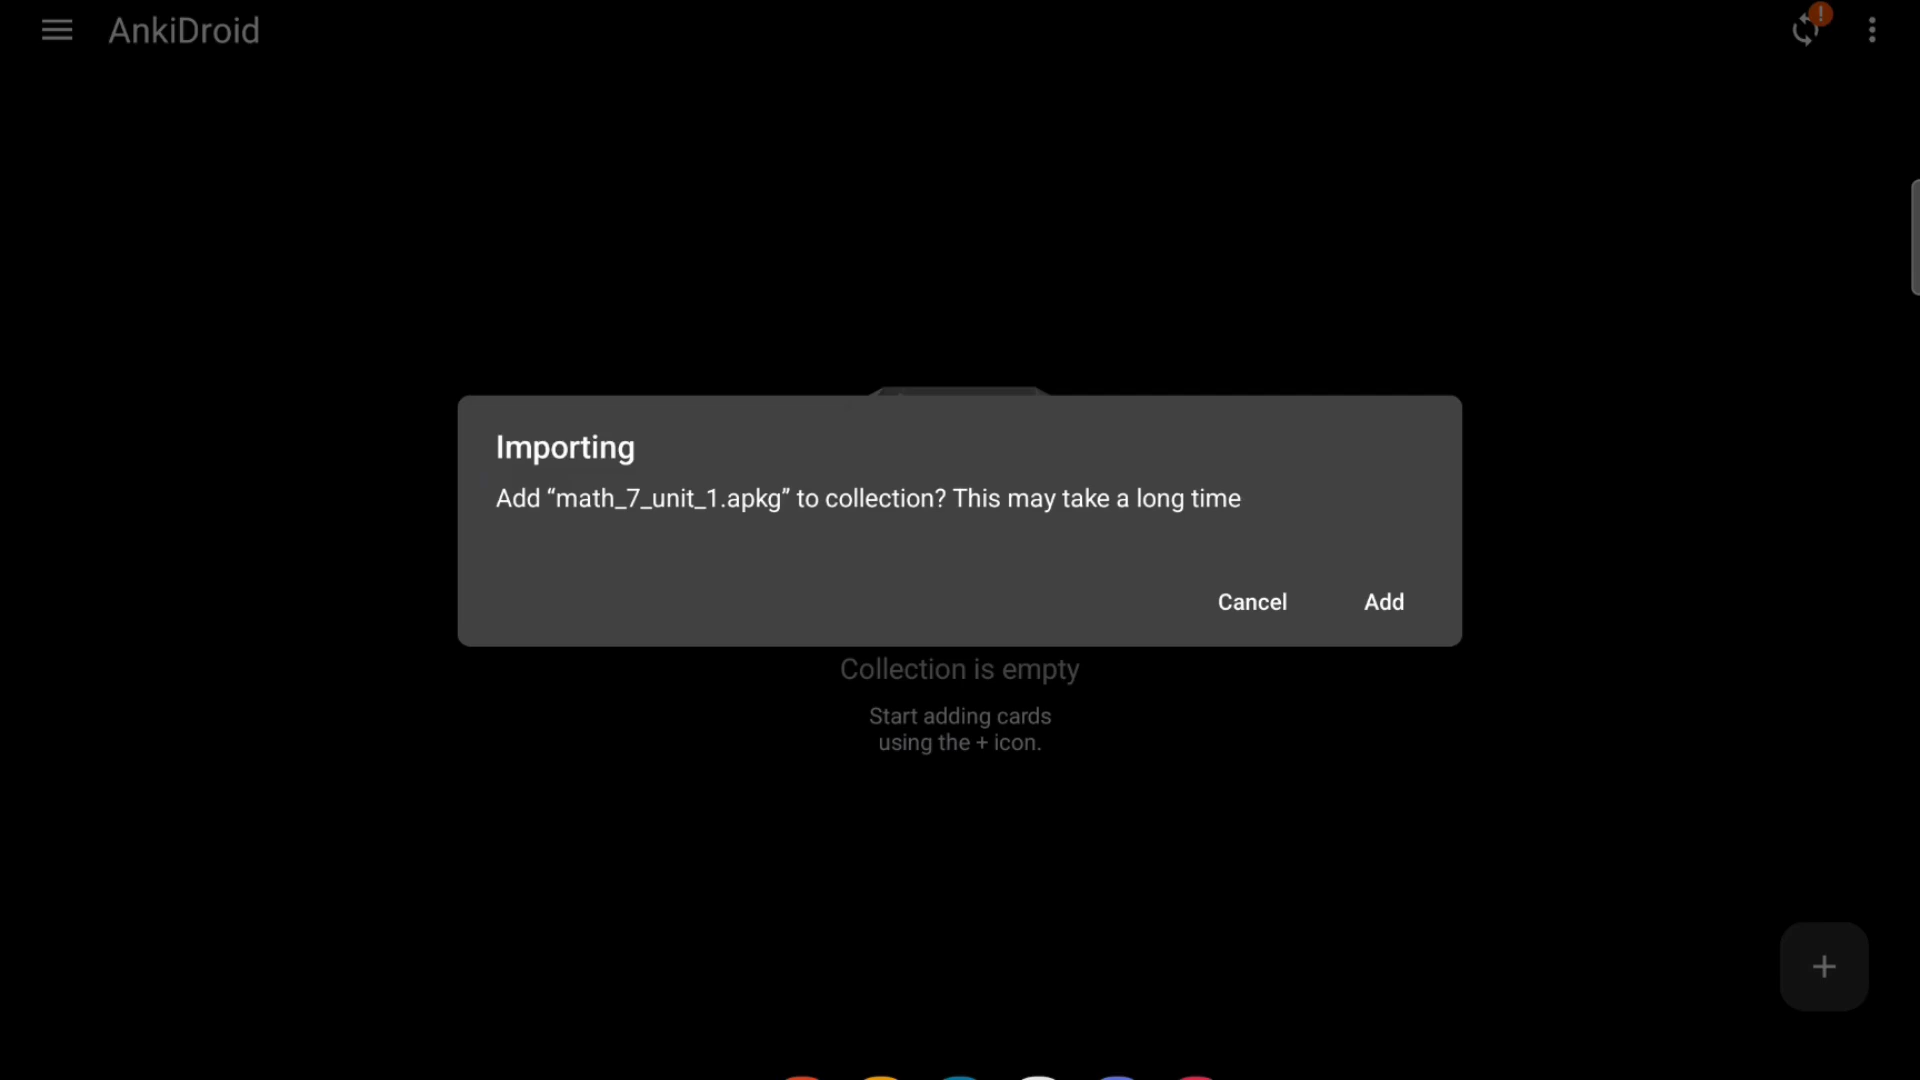 AnkiDroid
!
Importing
Add “math_7_unit_1.apkg” to collection? This may take a long time
Cancel
Add
Collection is empty
Start adding cards
using the + icon.